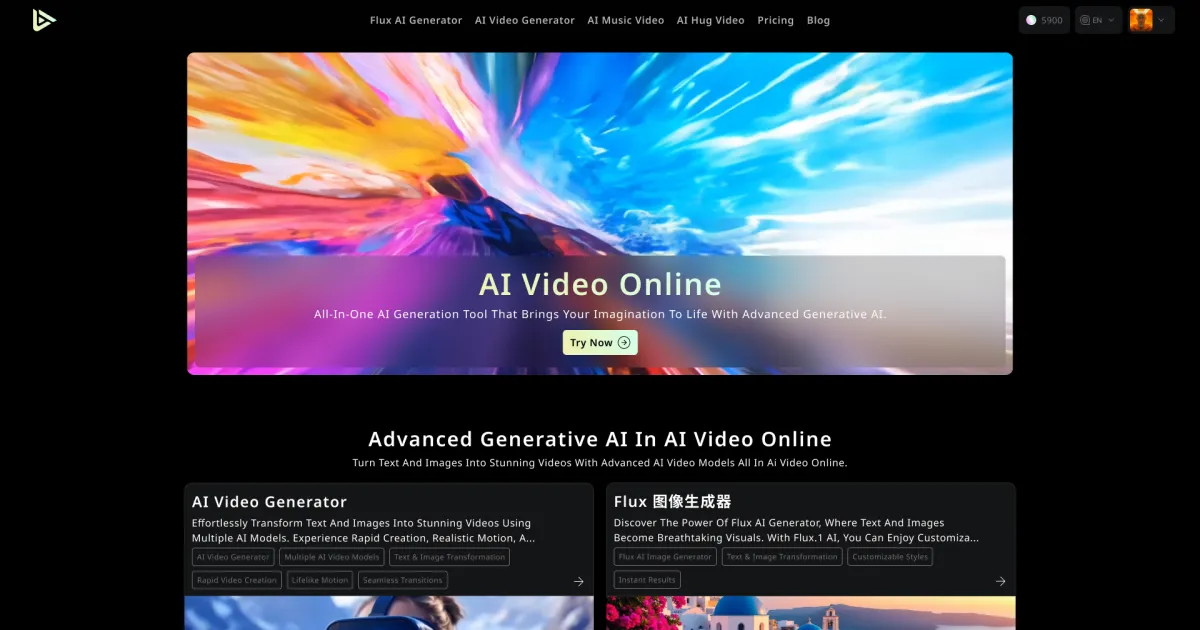 Flux AI Generator AI Video Generator AI Music Video AI Hug Video Pricing Blog 5900 EN
AI Video Online
All-In-One AI Generation Tool That Brings Your Imagination To Life With Advanced Generative AI.
Try Now
Advanced Generative AI In AI Video Online
Turn Text And Images Into Stunning Videos With Advanced AI Video Models All In Ai Video Online.
AI Video Generator
Effortlessly Transform Text And Images Into Stunning Videos Using
Multiple AI Models. Experience Rapid Creation, Realistic Motion, A...
AI Video Generator Multiple AI Video Models Text & Image Transformation
Rapid Video Creation Lifelike Motion Seamless Transitions
Flux 图像生成器
Discover The Power Of Flux AI Generator, Where Text And Images
Become Breathtaking Visuals. With Flux.1 AI, You Can Enjoy Customiza...
Flux AI Image Generator Text & Image Transformation Customizable Styles
Instant Results